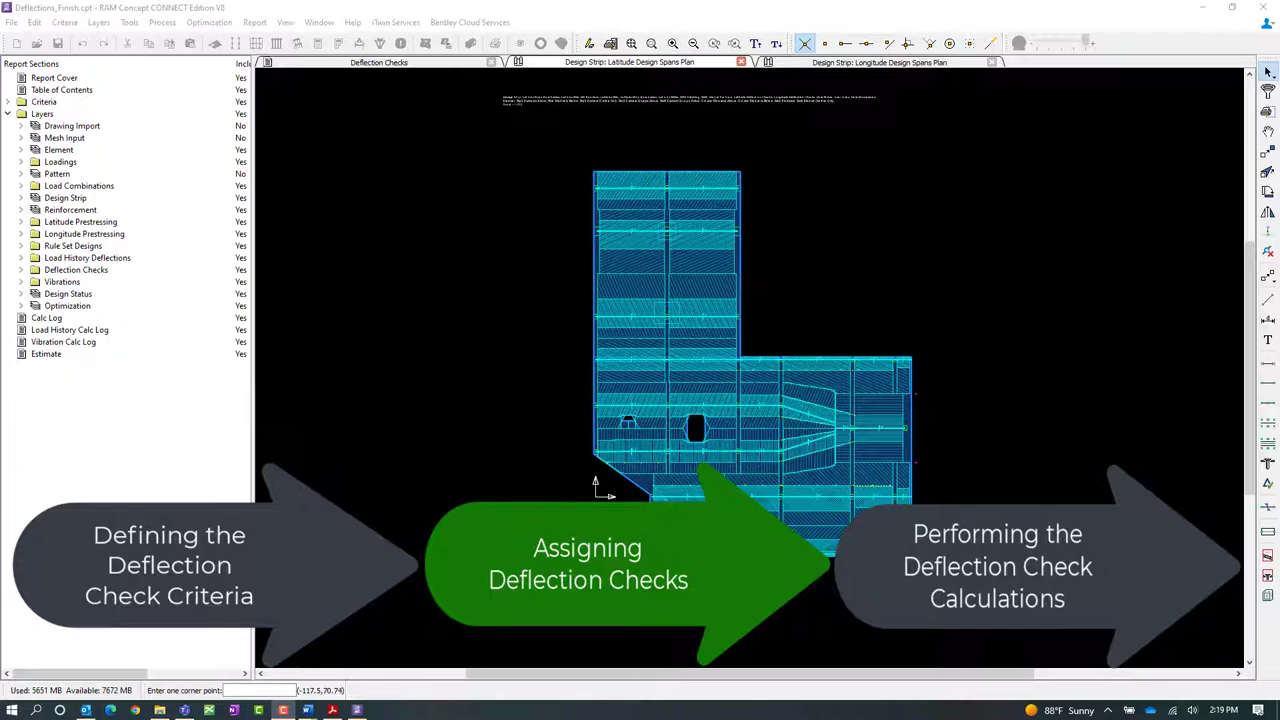 Deflections_Finish.cpt - RAM Concept CONNECT Edition V8
File Edit Criteria Layers Tools Process Optimization Report View Window Help iTwin Services Bentley Cloud Services
Report Sections Inclu
Deflection Checks
Design Strip: Latitude Design Spans Plan
Design Strip: Longitude Design Spans Plan
Report Cover Yes
Table of Contents Yes
Criteria Yes
Layers Yes
Drawing Import No
Mesh Input No
Element Yes
Loadings Yes
Pattern No
Load Combinations Yes
Design Strip Yes
Reinforcement Yes
Latitude Prestressing Yes
Longitude Prestressing Yes
Rule Set Designs Yes
Load History Deflections Yes
Deflection Checks Yes
Vibrations Yes
Design Status Yes
Optimization Yes
Calc Log Yes
Load History Calc Log Yes
Vibration Calc Log Yes
Estimate Yes
Defining the
Deflection
Check Criteria
Assigning
Deflection Checks
Performing the
Deflection Check
Calculations
Used: 5651 MB Available: 7672 MB Enter one corner point: (-117.5,70.74)
88°F Sunny 2:19 PM